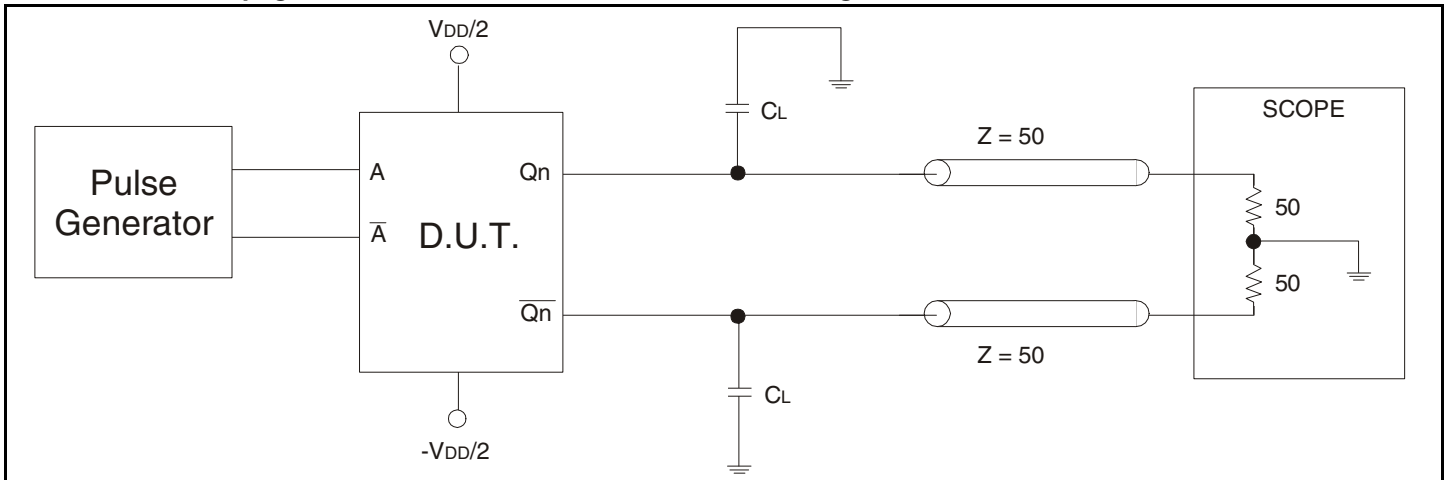 VDD/2
Pulse
Generator
A
A
D.U.T.
Qn
Qn
-VDD/2
CL
CL
Z = 50
Z = 50
SCOPE
50
50